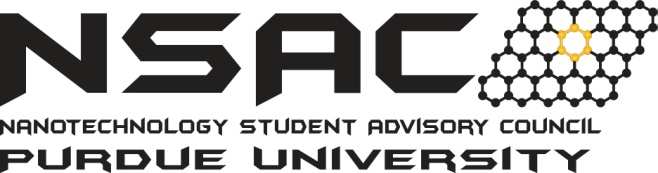 NSAC
NANOTECHNOLOGY STUDENT ADVISORY COUNCIL
PURDUE UNIVERSITY